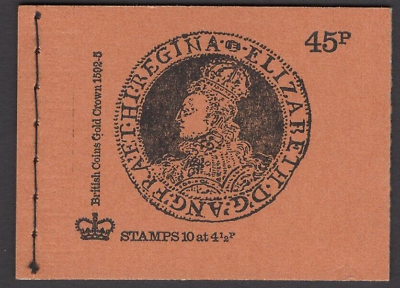 45P
ELIZABETH·D·G·ANG·FRA·ET·HI·REGINA·
British Coins Gold Crown 1592-5
STAMPS 10 at 4½P